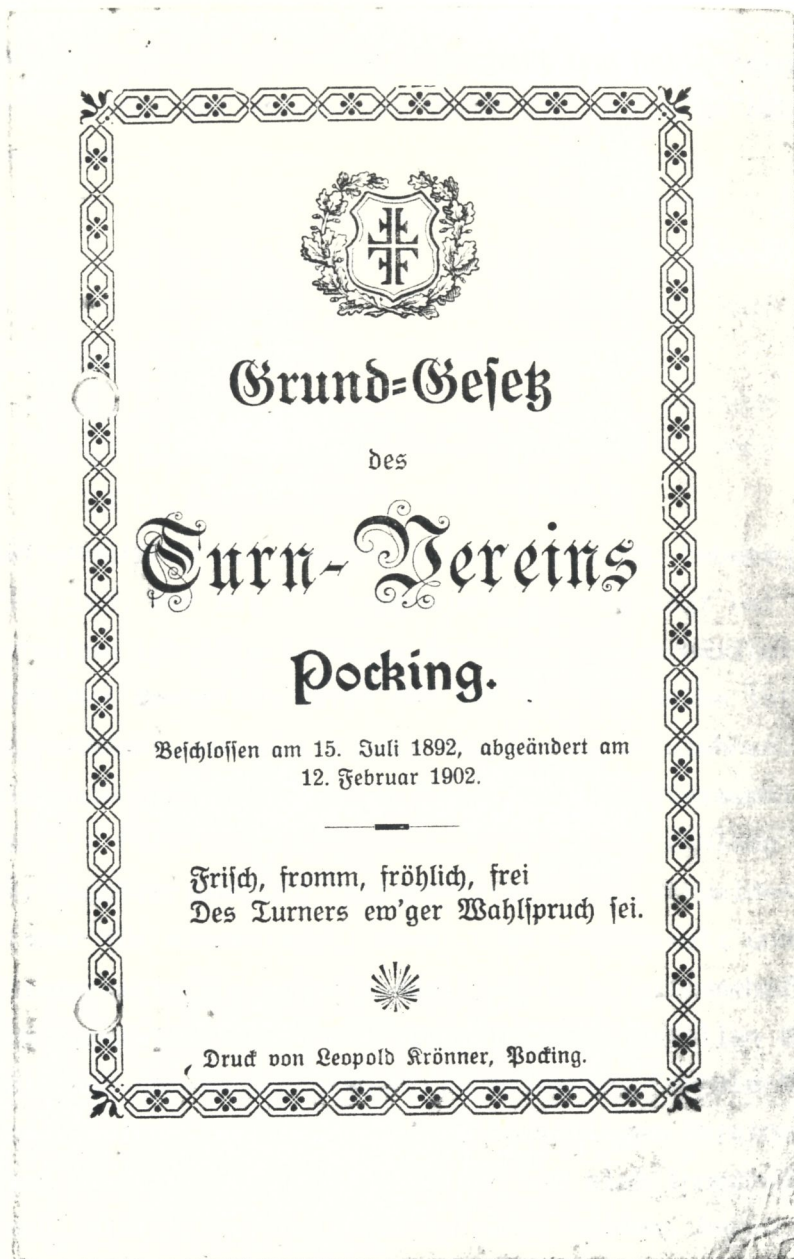 Grund=Gesetz
des
Turn-Vereins
Pocking.
Beschlossen am 15. Juli 1892, abgeändert am
12. Februar 1902.
Frisch, fromm, fröhlich, frei
Des Turners ew'ger Wahlspruch sei.
Druck von Leopold Krönner, Pocking.